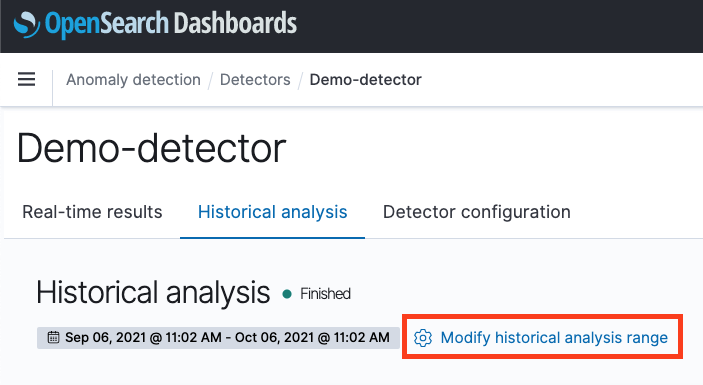 OpenSearch Dashboards
Anomaly detection / Detectors / Demo-detector
Demo-detector
Real-time results Historical analysis Detector configuration
Historical analysis Finished
Sep 06, 2021 @ 11:02 AM - Oct 06, 2021 @ 11:02 AM Modify historical analysis range